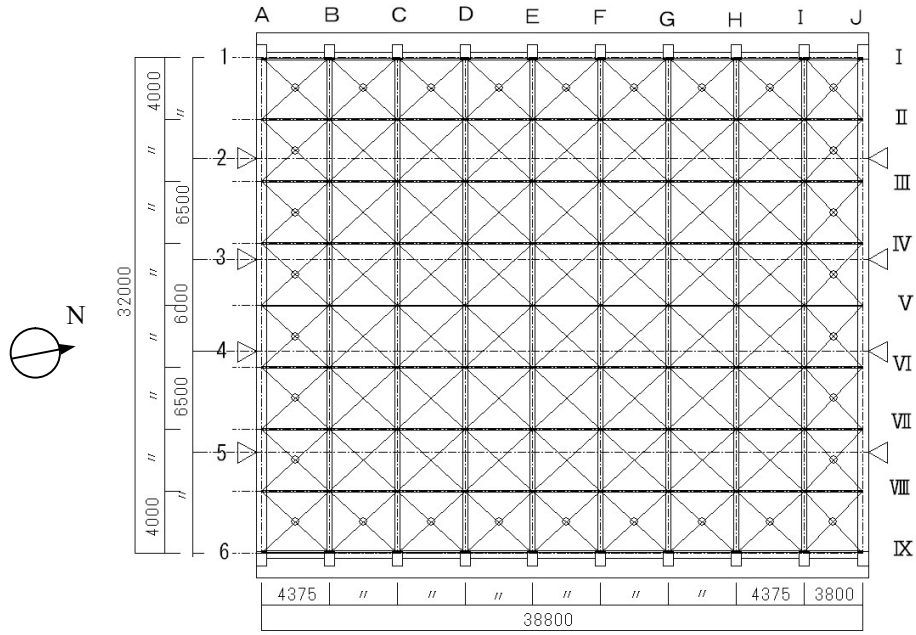 A B C D E F G H I J
1 I
4000 〃
II
〃
2
III
〃 6500
IV
3
〃
32000 6000 V
N
〃
4
VI
〃 6500
VII
5
〃
VIII
4000 〃
6 IX
4375 〃 〃 〃 〃 〃 〃 4375 3800
38800